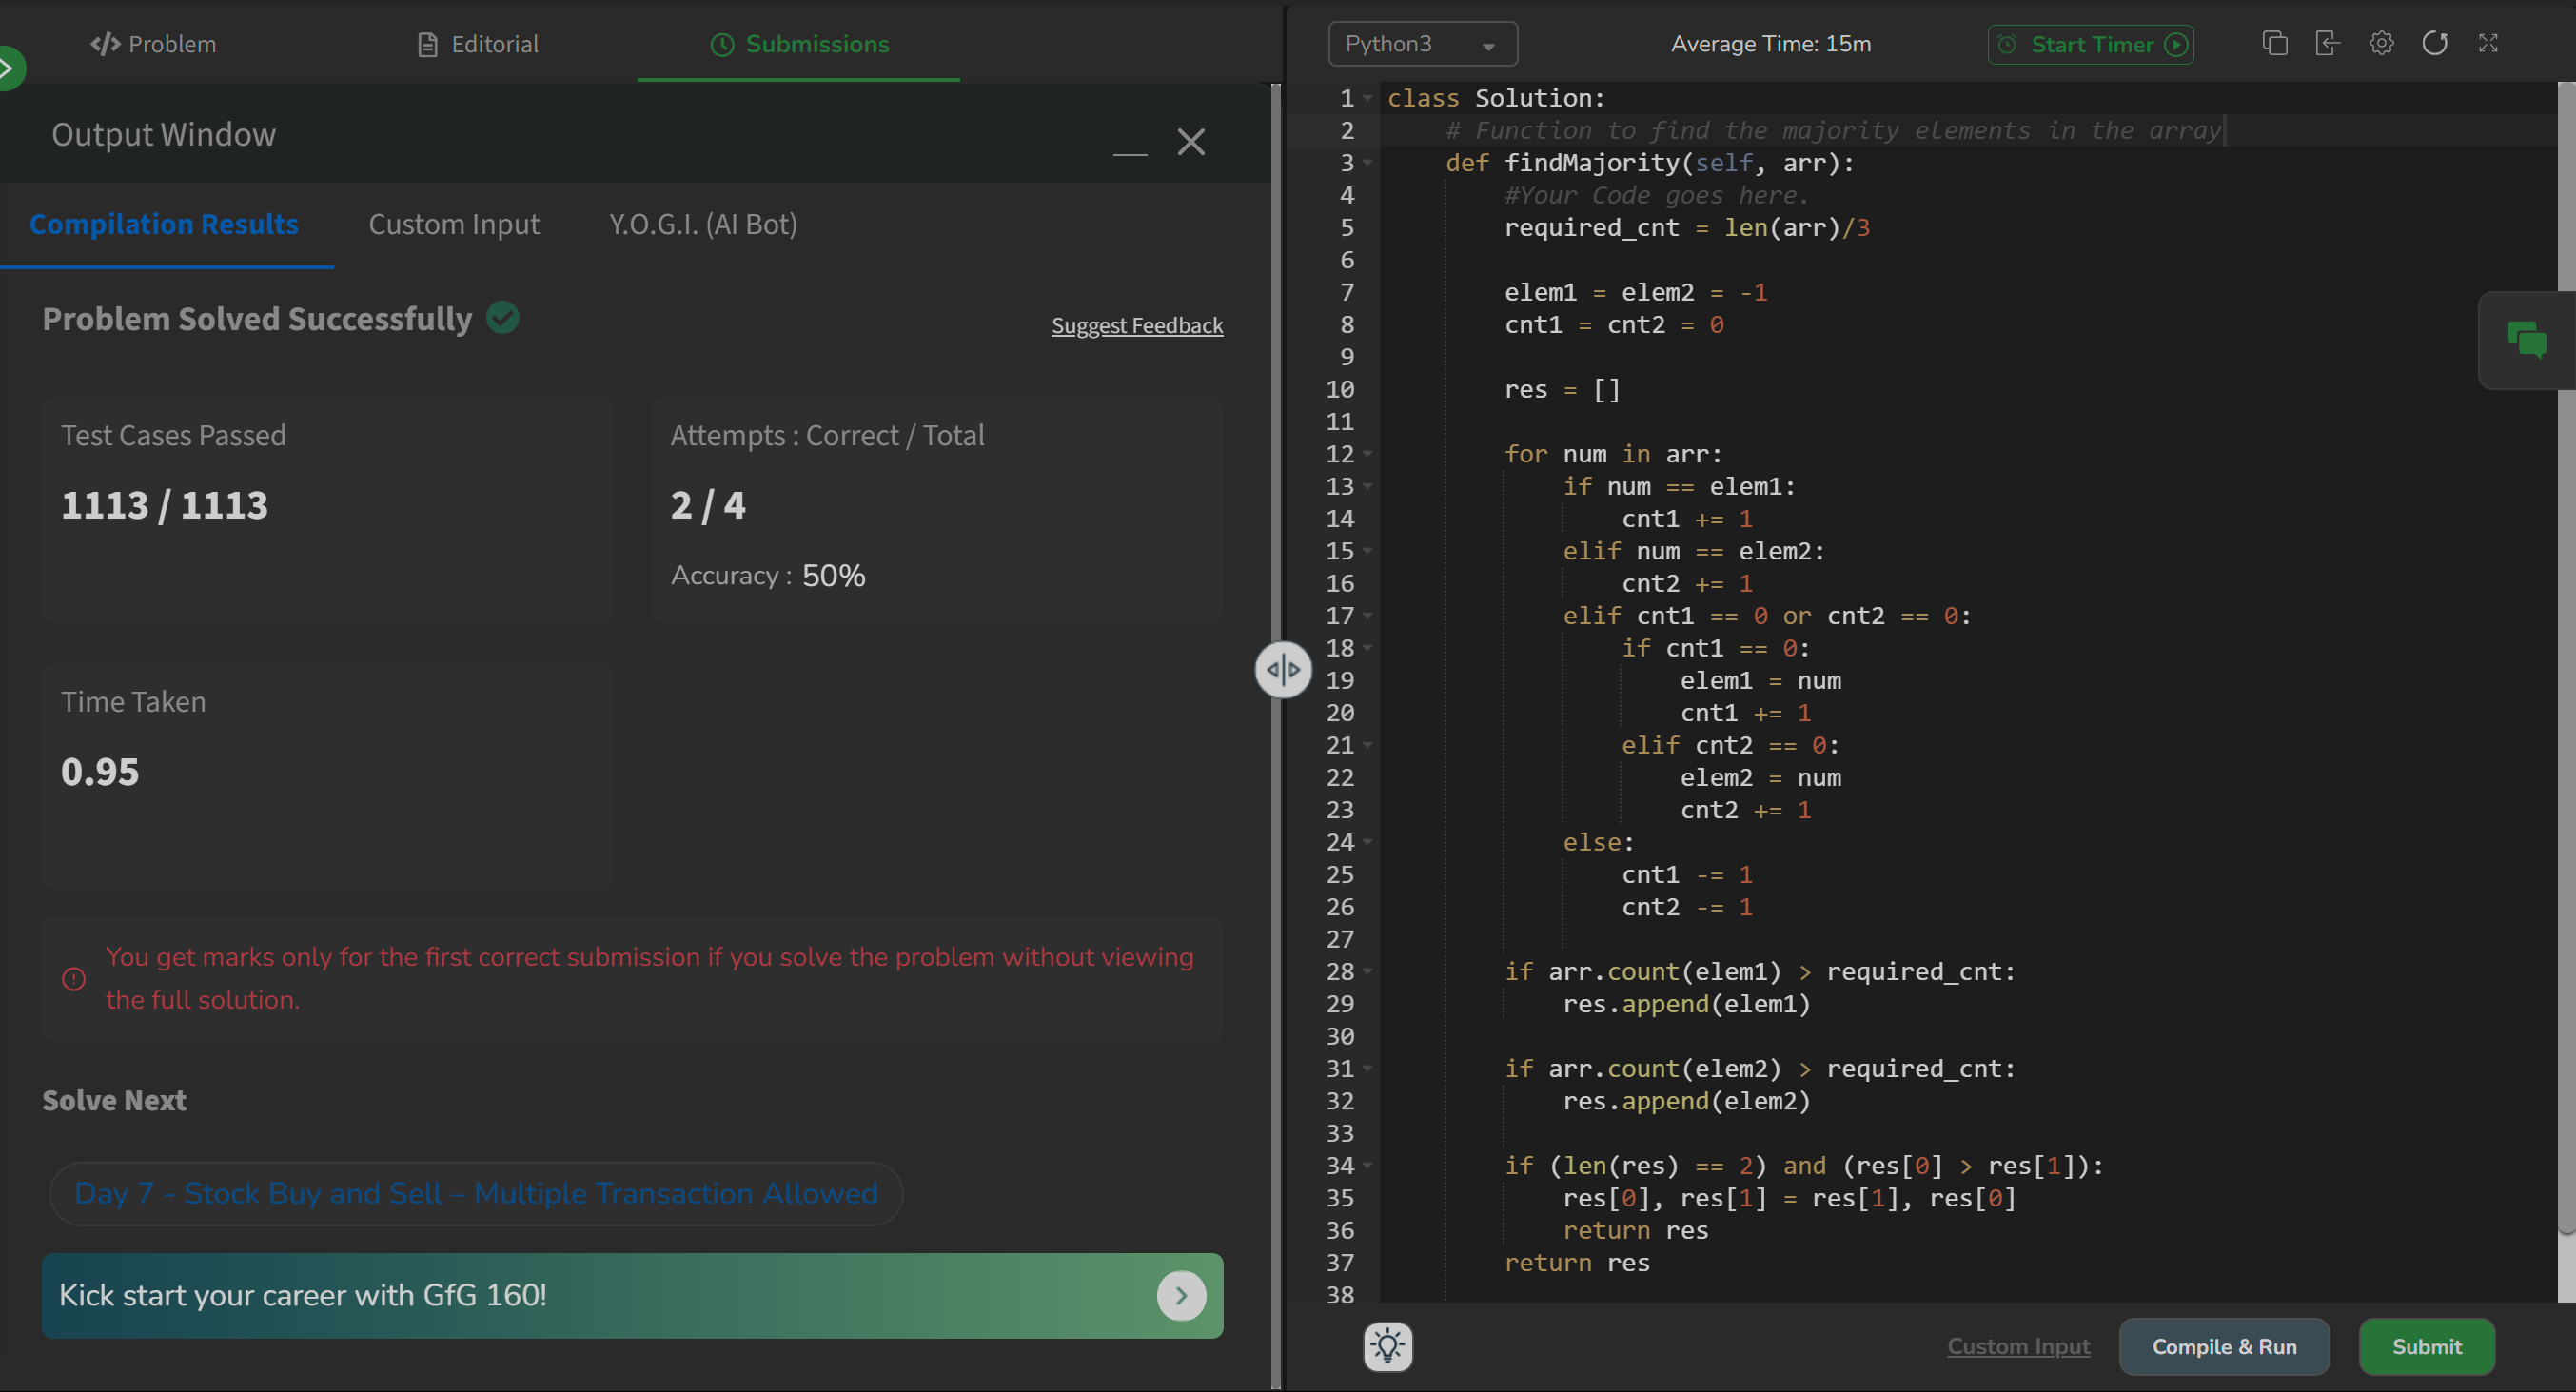 Problem
Editorial
Submissions
Output Window
Compilation Results
Custom Input
Y.O.G.I. (AI Bot)
Problem Solved Successfully
Suggest Feedback
Test Cases Passed
1113 / 1113
Attempts : Correct / Total
2 / 4
Accuracy : 50%
Time Taken
0.95
You get marks only for the first correct submission if you solve the problem without viewing
the full solution.
Solve Next
Day 7 - Stock Buy and Sell – Multiple Transaction Allowed
Kick start your career with GfG 160!
Python3
Average Time: 15m
Start Timer
1 class Solution:
2     # Function to find the majority elements in the array
3     def findMajority(self, arr):
4         #Your Code goes here.
5         required_cnt = len(arr)/3
6
7         elem1 = elem2 = -1
8         cnt1 = cnt2 = 0
9
10         res = []
11
12         for num in arr:
13             if num == elem1:
14                 cnt1 += 1
15             elif num == elem2:
16                 cnt2 += 1
17             elif cnt1 == 0 or cnt2 == 0:
18                 if cnt1 == 0:
19                     elem1 = num
20                     cnt1 += 1
21                 elif cnt2 == 0:
22                     elem2 = num
23                     cnt2 += 1
24             else:
25                 cnt1 -= 1
26                 cnt2 -= 1
27
28         if arr.count(elem1) > required_cnt:
29             res.append(elem1)
30
31         if arr.count(elem2) > required_cnt:
32             res.append(elem2)
33
34         if (len(res) == 2) and (res[0] > res[1]):
35             res[0], res[1] = res[1], res[0]
36             return res
37         return res
38
Custom Input
Compile & Run
Submit